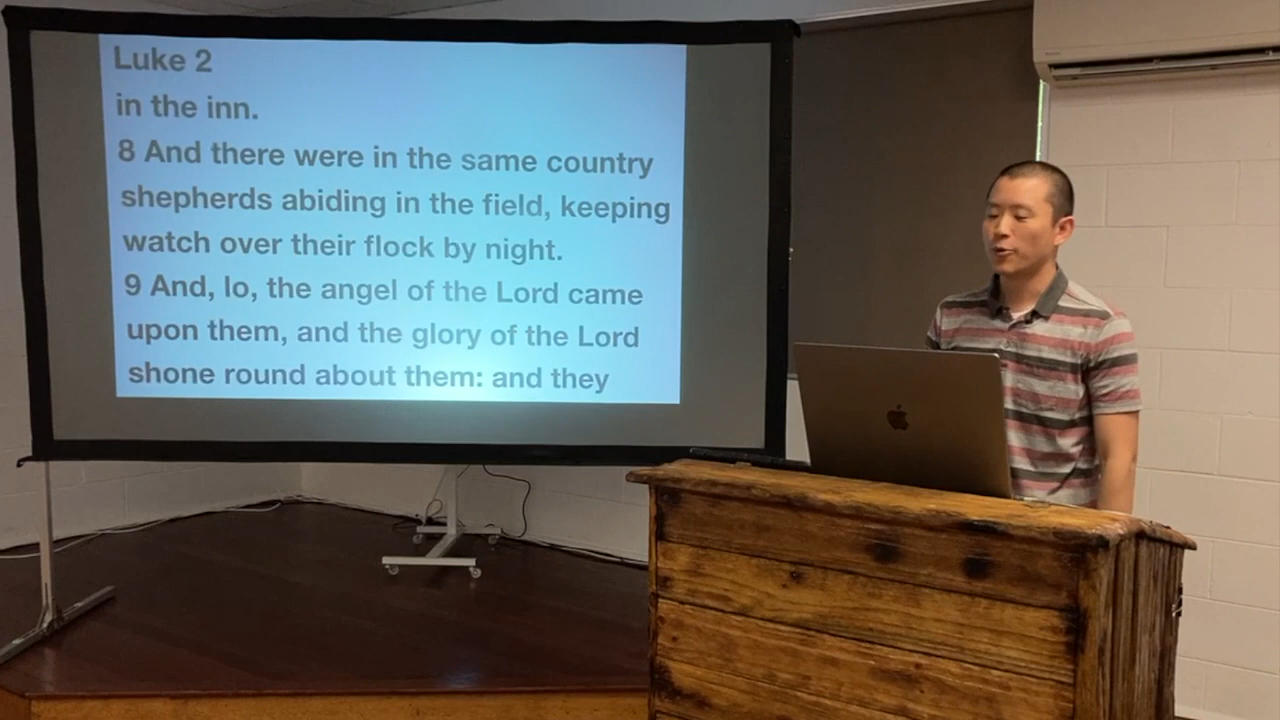 Luke 2
in the inn.
8 And there were in the same country
shepherds abiding in the field, keeping
watch over their flock by night.
9 And, lo, the angel of the Lord came
upon them, and the glory of the Lord
shone round about them: and they